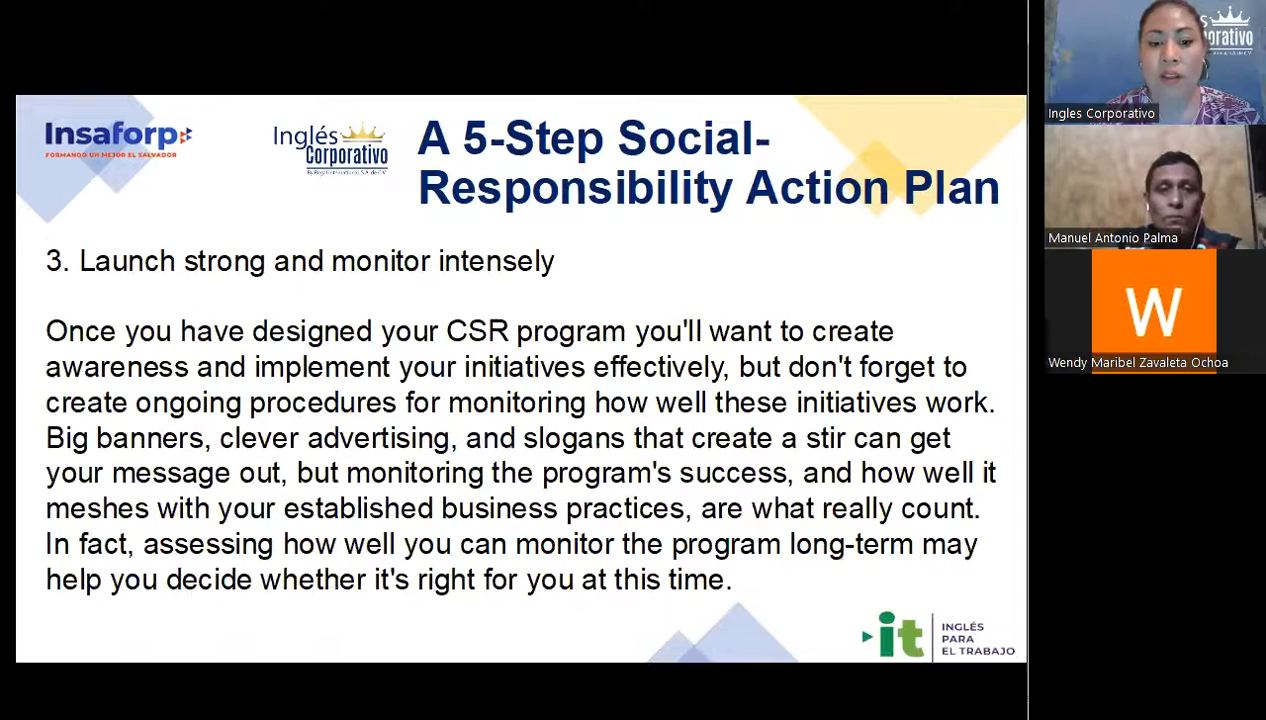 Insaforp
FORMANDO UN MEJOR EL SALVADOR
Inglés
Corporativo
A 5-Step Social-
Responsibility Action Plan
3. Launch strong and monitor intensely
Once you have designed your CSR program you'll want to create
awareness and implement your initiatives effectively, but don't forget to
create ongoing procedures for monitoring how well these initiatives work.
Big banners, clever advertising, and slogans that create a stir can get
your message out, but monitoring the program's success, and how well it
meshes with your established business practices, are what really count.
In fact, assessing how well you can monitor the program long-term may
help you decide whether it's right for you at this time.
it
INGLÉS
PARA
EL TRABAJO
Ingles Corporativo
Manuel Antonio Palma
W
Wendy Maribel Zavaleta Ochoa